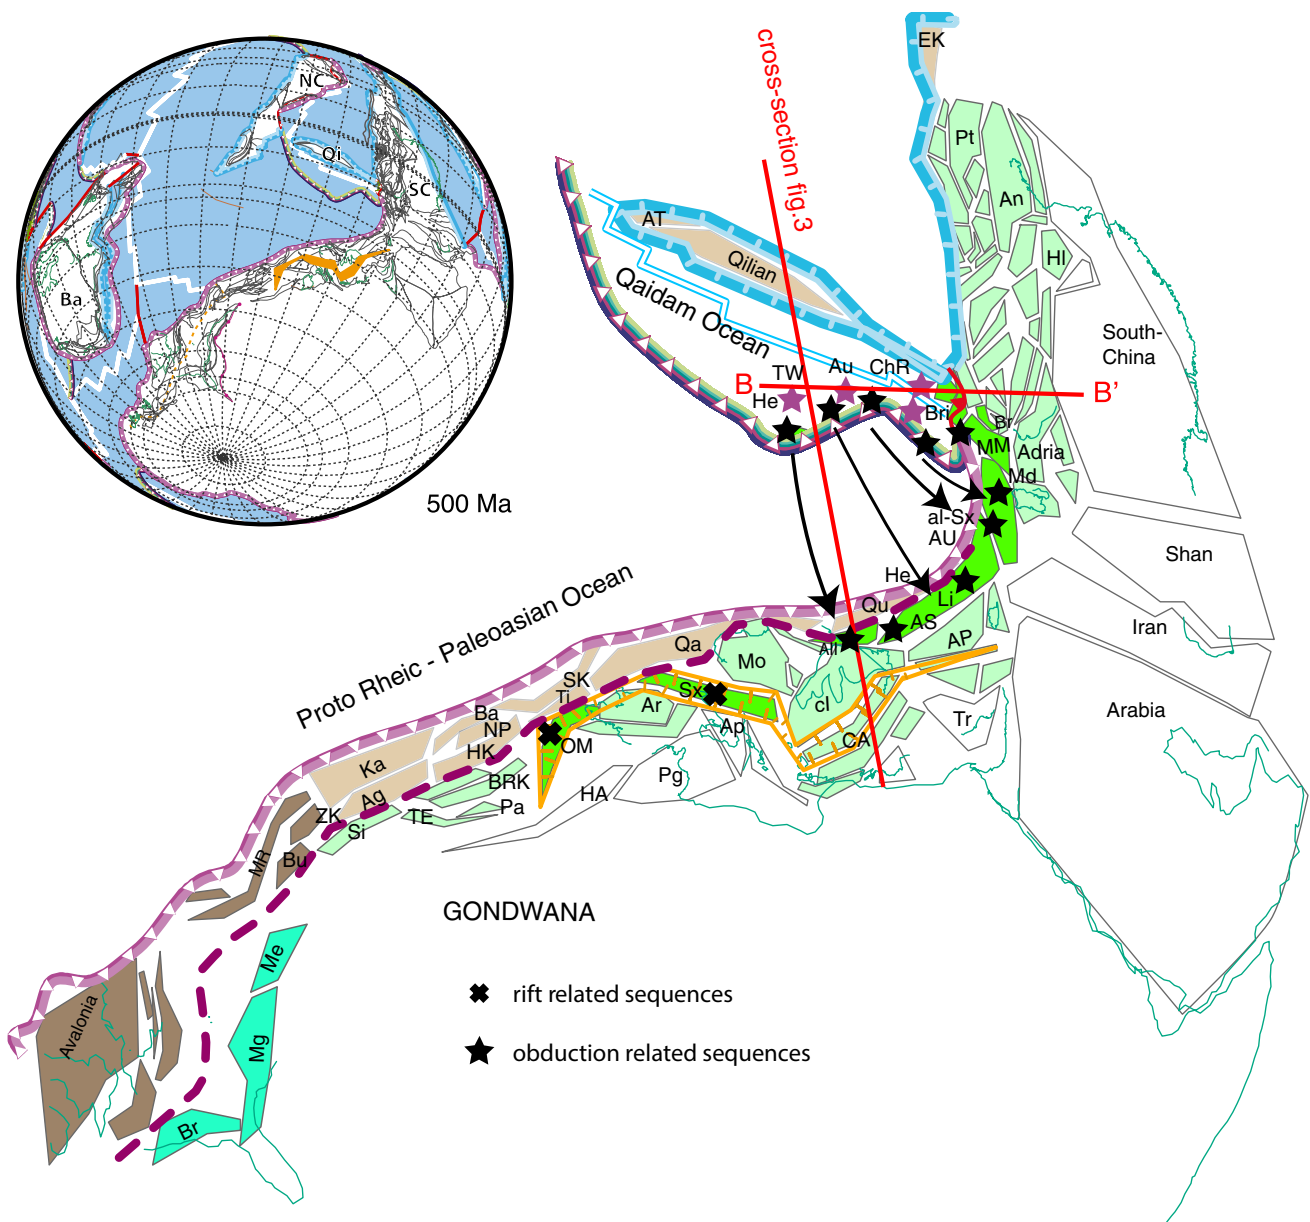 NC
Qi
SC
Ba
500 Ma
cross-section fig.3
EK
Pt
An
Hl
AT
Qilian
Qaidam Ocean
South-
China
TW
Au
ChR
B
B'
He
Bri
Br
MM
Adria
Md
al-Sx
AU
Shan
He
Li
Iran
Qu
AS
AP
All
Proto Rheic - Paleoasian Ocean
Qa
Mo
SK
Ti
Sx
Ar
cl
Ba
NP
Ap
CA
Tr
Arabia
HK
OM
Ka
BRK
Pg
HA
Ag
Pa
ZK
TE
Si
MR
Bu
GONDWANA
Me
rift related sequences
Avalonia
Mg
obduction related sequences
Br